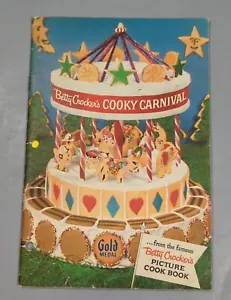 Betty Crocker's COOKY CARNIVAL
Gold
MEDAL
...from the Famous
Betty Crocker's
PICTURE
COOK BOOK